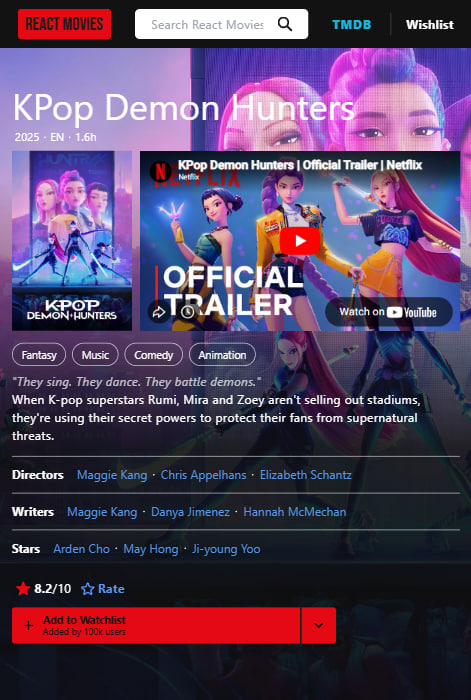 REACT MOVIES
Search React Movies
TMDB
Wishlist
KPop Demon Hunters
2025 · EN · 1.6h
HUNTR/X
KPOP
DEMON HUNTERS
NETFLIX
KPop Demon Hunters | Official Trailer | Netflix
Netflix
OFFICIAL
TRAILER
Watch on YouTube
Fantasy
Music
Comedy
Animation
"They sing. They dance. They battle demons."
When K-pop superstars Rumi, Mira and Zoey aren't selling out stadiums,
they're using their secret powers to protect their fans from supernatural
threats.
Directors Maggie Kang · Chris Appelhans · Elizabeth Schantz
Writers Maggie Kang · Danya Jimenez · Hannah McMechan
Stars Arden Cho · May Hong · Ji-young Yoo
8.2/10 Rate
+ Add to Watchlist
Added by 100k users